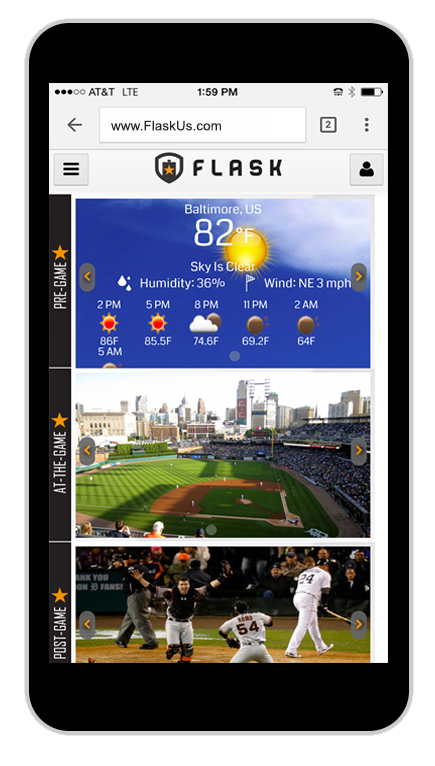 AT&T LTE 1:59 PM
www.FlaskUs.com 2
FLASK
PRE-GAME
Baltimore, US
82°F
Sky Is Clear
Humidity: 36% Wind: NE 3 mph
2 PM 5 PM 8 PM 11 PM 2 AM
86F 85.5F 74.6F 69.2F 64F
5 AM
AT-THE-GAME
POST-GAME
THANK YOU
FANS!
24
ROMO
54